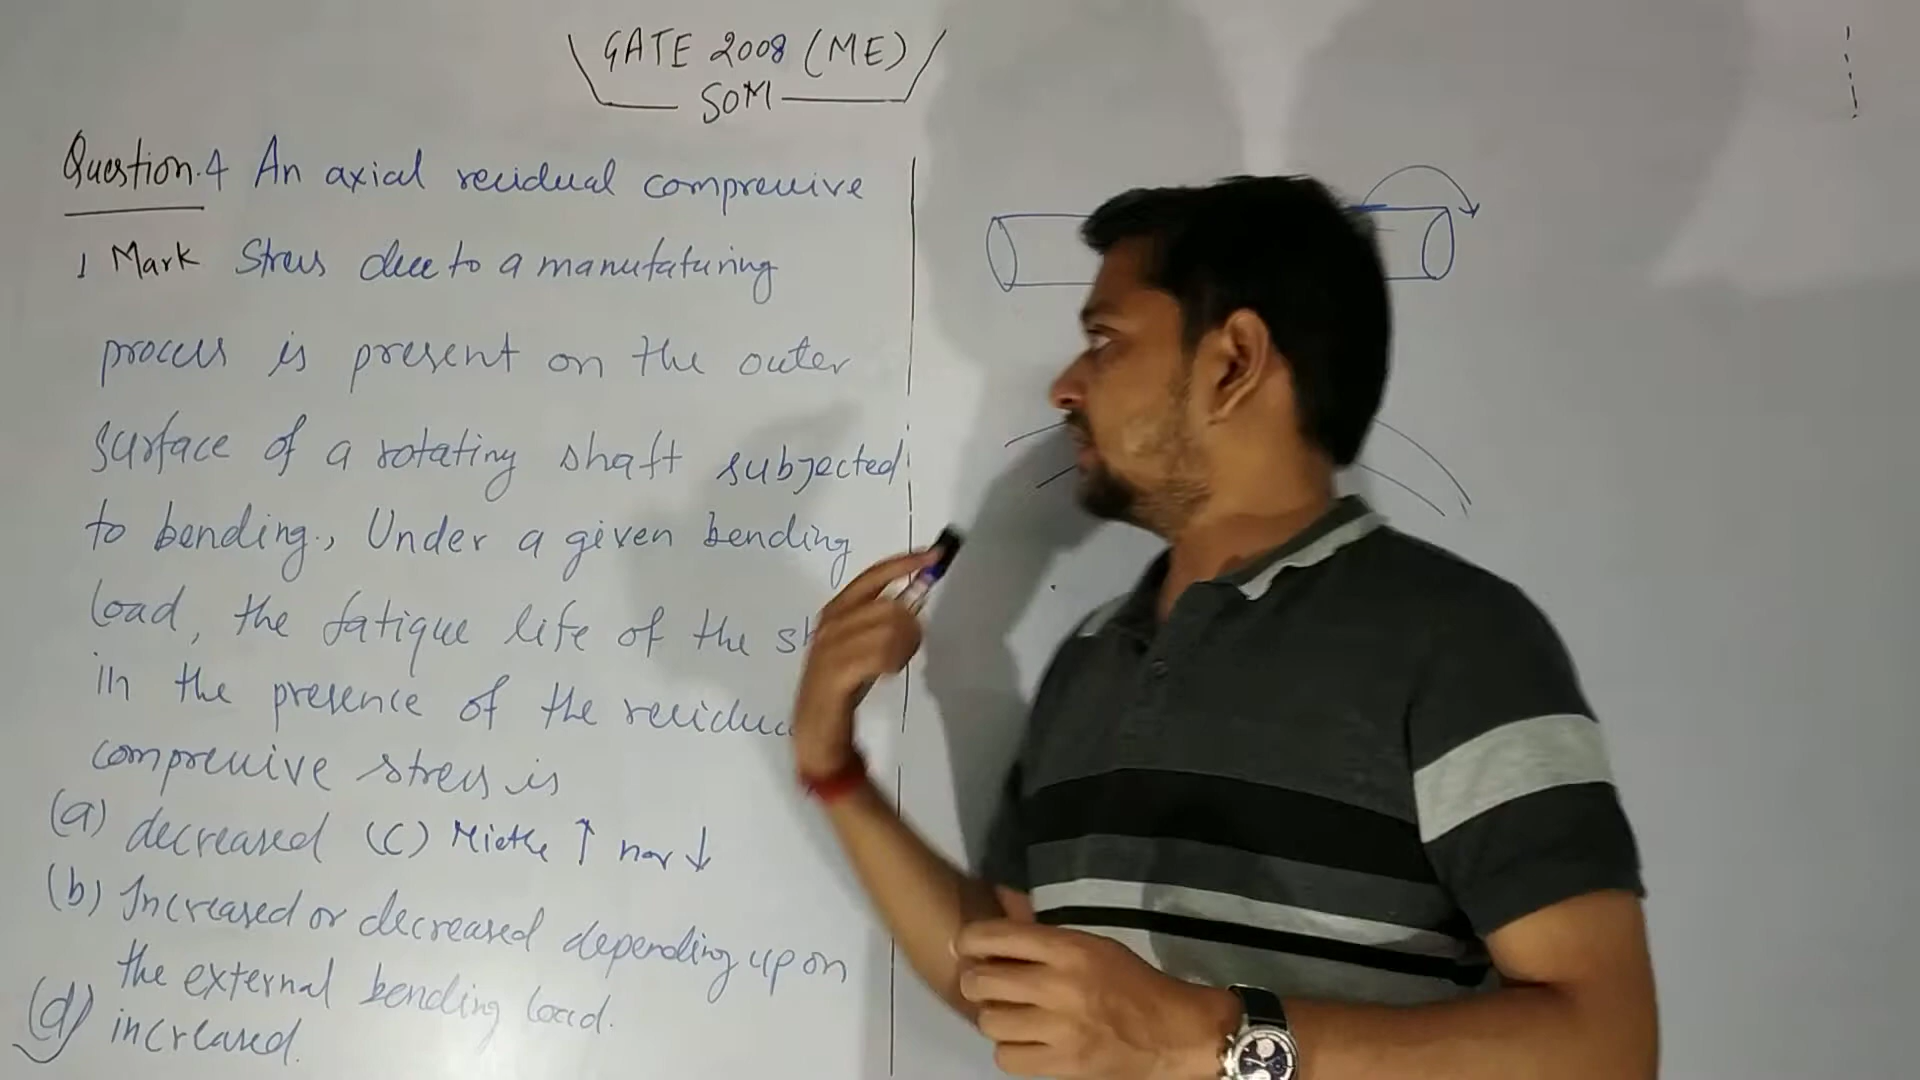 GATE 2008 (ME)
SOM
Question.4 An axial residual compressive
1 Mark Stress due to a manufaturing
process is present on the outer
surface of a rotating shaft subjected
to bending., Under a given bending
load, the fatique life of the
in the presence of the
compressive stress is
(a) decreased (c) ↑ nor ↓
(b) Increased or decreased depending upon
the external bending load.
(d) increased.